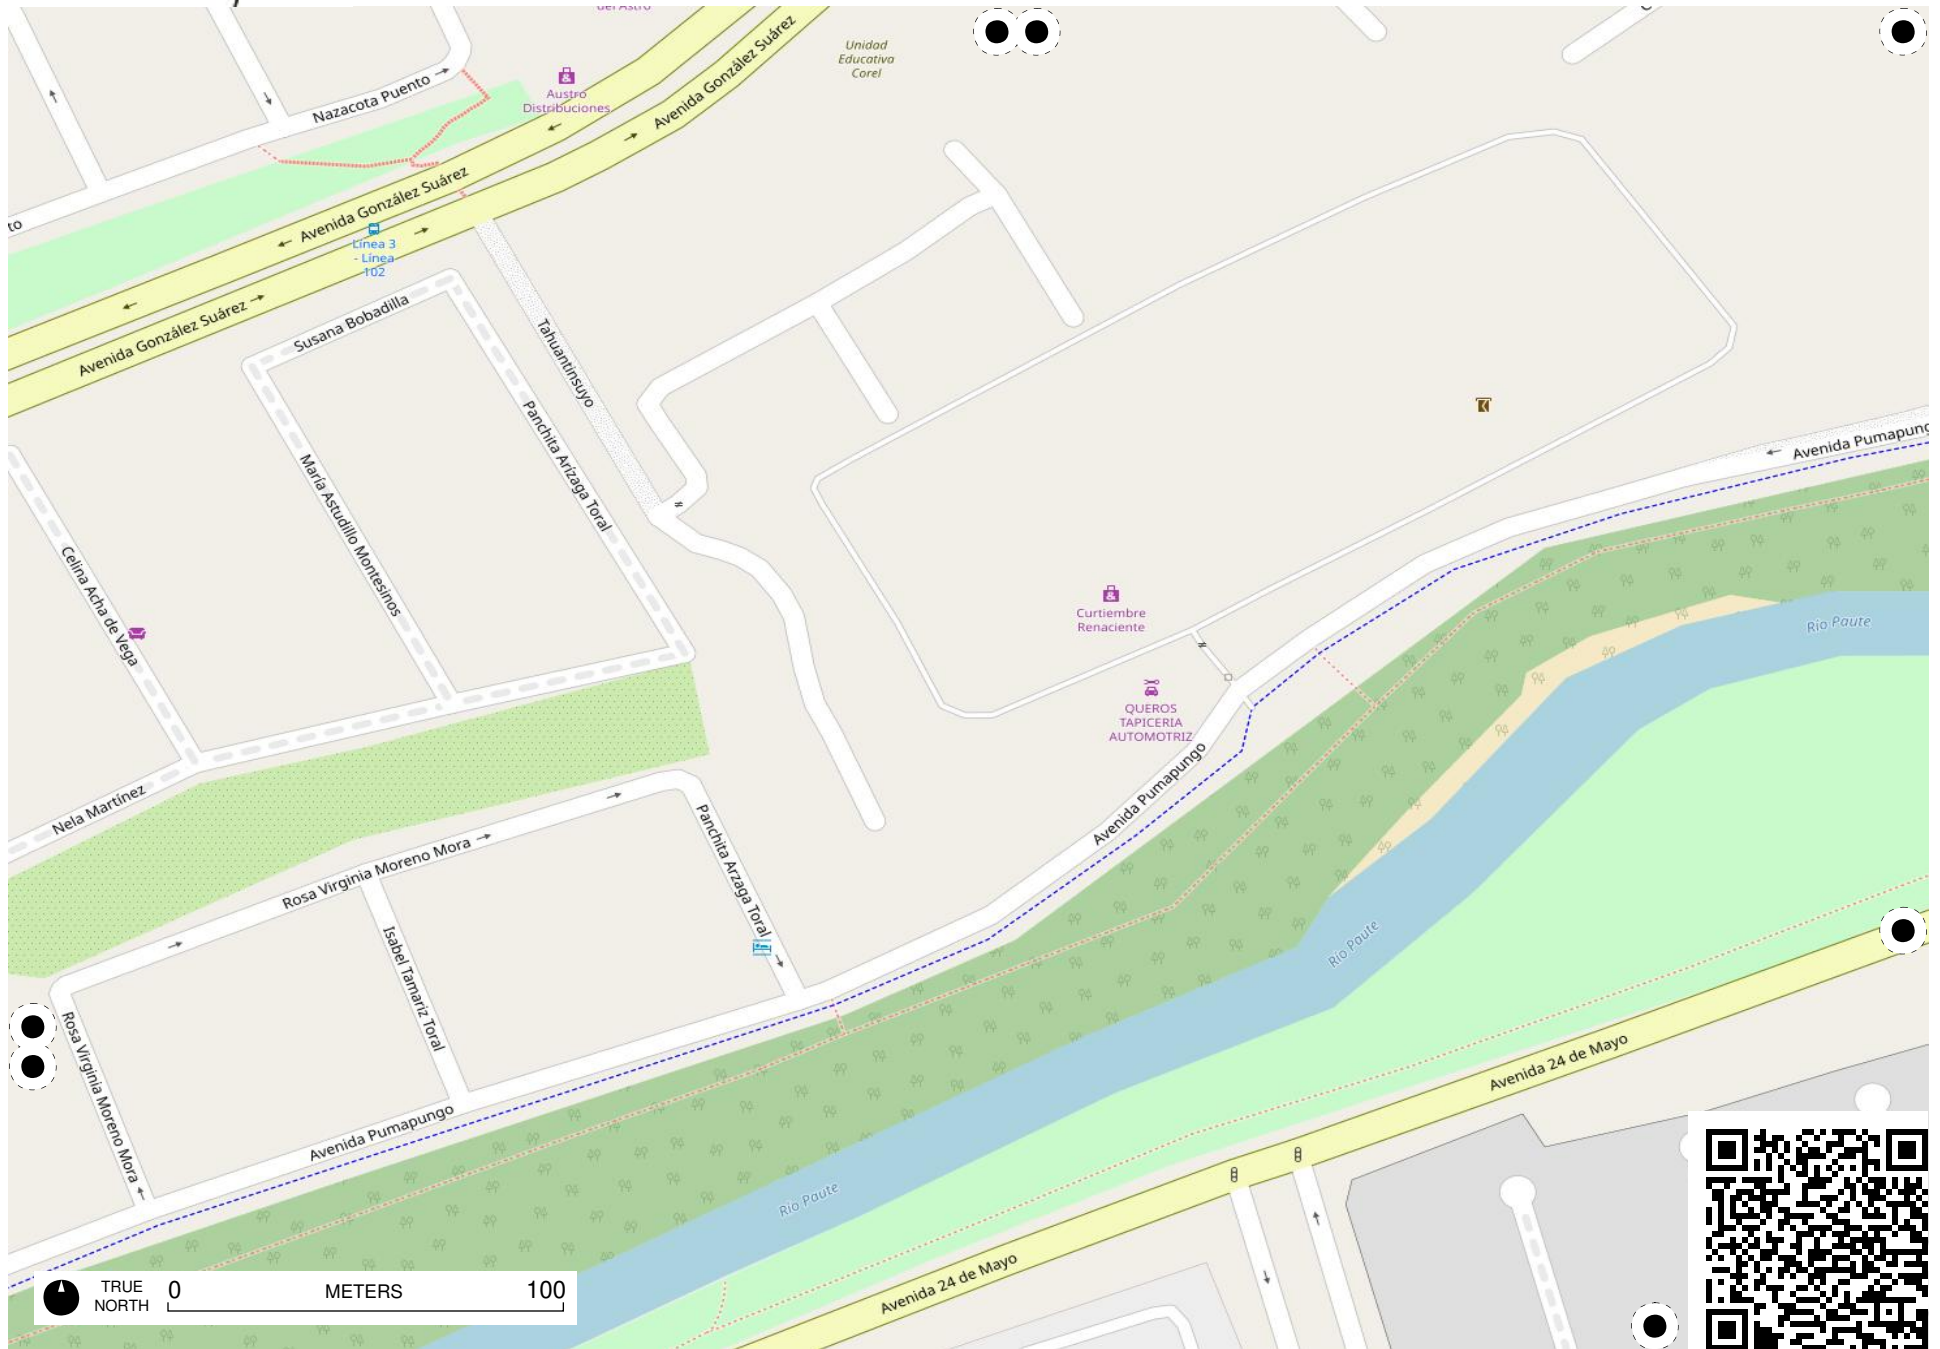 Unidad
Educativa
Corel
Avenida González Suárez
Austro
Distribuciones
Nazacota Puento
Avenida González Suárez
to
Línea 3
- Línea
102
Avenida González Suárez
Susana Bobadilla
Tahuantinsuyo
Panchita Arízaga Toral
María Astudillo Montesinos
Celina Acha de Vega
Avenida Pumapung
Curtiembre
Renaciente
Río Paute
QUEROS
TAPICERIA
AUTOMOTRIZ
Avenida Pumapungo
Nela Martínez
Rosa Virginia Moreno Mora
Panchita Arzaga Toral
Isabel Tamariz Toral
Río Paute
Rosa Virginia Moreno Mora
Avenida 24 de Mayo
Avenida Pumapungo
Río Paute
Avenida 24 de Mayo
TRUE
NORTH
0 METERS 100